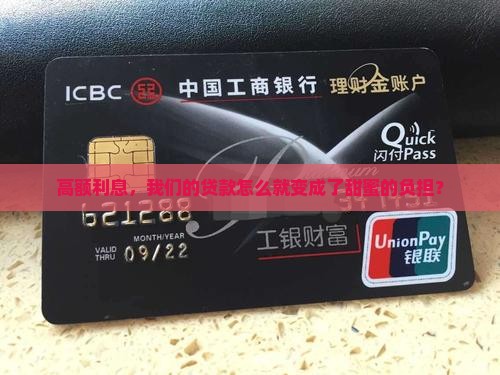 ICBC 中国工商银行 理财金账户
Quick
闪付Pass
高额利息，我们的贷款怎么就变成了甜蜜的负担？
621288
MONTH/YEAR
VALID
THRU 09/22
工银财富
UnionPay
银联